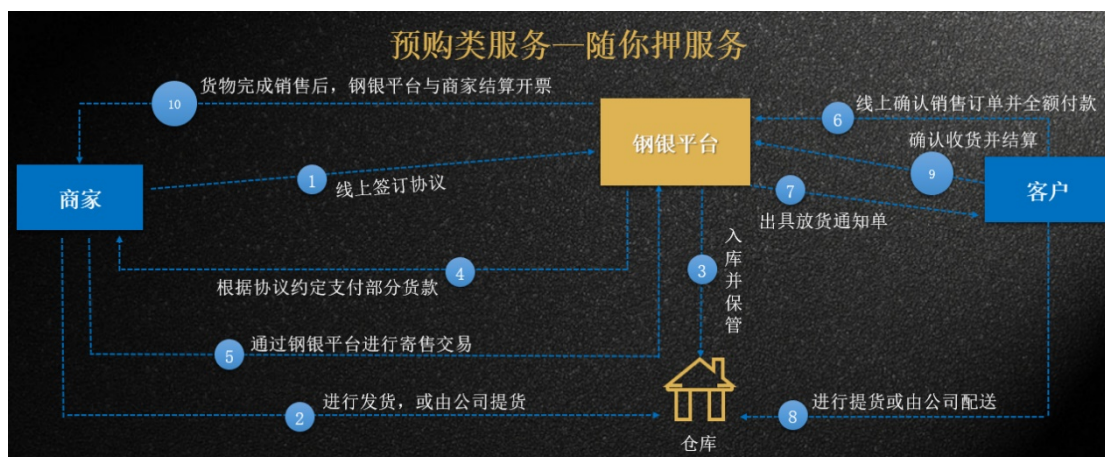 预购类服务—随你押服务
10
货物完成销售后，钢银平台与商家结算开票
钢银平台
6
线上确认销售订单并全额付款
确认收货并结算
9
商家
1
线上签订协议
7
出具放货通知单
客户
4
根据协议约定支付部分货款
3
入库并保管
5
通过钢银平台进行寄售交易
2
进行发货，或由公司提货
仓库
8
进行提货或由公司配送